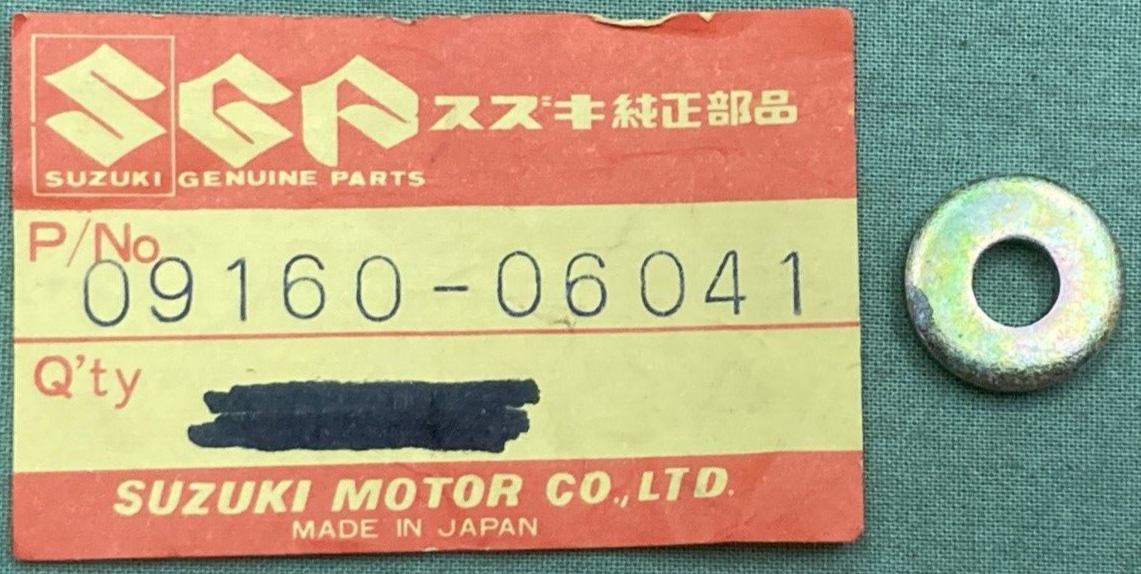 SGP スズキ純正部品
SUZUKI GENUINE PARTS
P/No. 09160-06041
Q'ty
SUZUKI MOTOR CO.,LTD.
MADE IN JAPAN